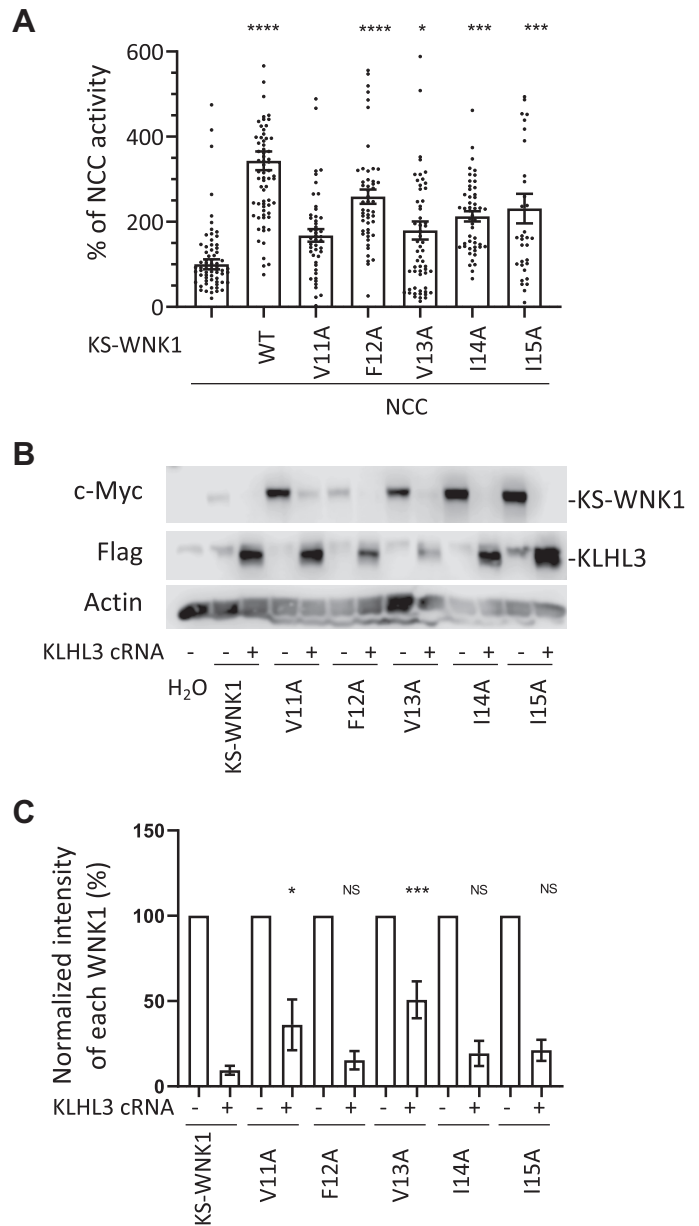 A
**** **** * *** ***
600
400
200
0
% of NCC activity
KS-WNK1 WT V11A F12A V13A I14A I15A
NCC
B
c-Myc -KS-WNK1
Flag -KLHL3
Actin
KLHL3 cRNA - - + - + - + - + - + - +
H₂O KS-WNK1 V11A F12A V13A I14A I15A
C
150
100
50
0
Normalized intensity
of each WNK1 (%)
* NS *** NS NS
KLHL3 cRNA - + - + - + - + - + - +
KS-WNK1 V11A F12A V13A I14A I15A